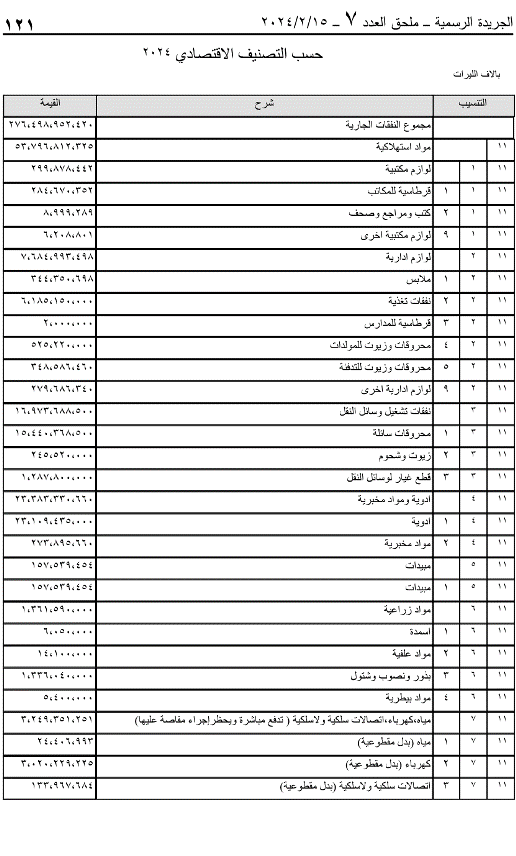 الجريدة الرسمية ــ ملحق العدد ٧ ــ ٢٠٢٤/٢/١٥ ١٢١
حسب التصنيف الاقتصادي ٢٠٢٤
بالاف الليرات
التنسيب شرح القيمة
مجموع النفقات الجارية ٢٧٦،٤٩٨،٩٥٢،٤٢٠
١١ مواد استهلاكية ٥٣،٧٩٦،٨١٢،٣٢٥
١١ ١ لوازم مكتبية ٢٩٩،٨٧٨،٤٤٢
١١ ١ ١ قرطاسية للمكاتب ٢٨٤،٦٧٠،٣٥٢
١١ ١ ٢ كتب ومراجع وصحف ٨،٩٩٩،٢٨٩
١١ ١ ٩ لوازم مكتبية اخرى ٦،٢٠٨،٨٠١
١١ ٢ لوازم ادارية ٧،٦٨٤،٩٩٣،٤٩٨
١١ ٢ ١ ملابس ٣٤٤،٣٥٠،٦٩٨
١١ ٢ ٢ نفقات تغذية ٦،١٨٥،١٥٠،٠٠٠
١١ ٢ ٣ قرطاسية للمدارس ٢،٠٠٠،٠٠٠
١١ ٢ ٤ محروقات وزيوت للمولدات ٥٢٥،٢٢٠،٠٠٠
١١ ٢ ٥ محروقات وزيوت للتدفئة ٣٤٨،٥٨٦،٤٦٠
١١ ٢ ٩ لوازم ادارية اخرى ٢٧٩،٦٨٦،٣٤٠
١١ ٣ نفقات تشغيل وسائل النقل ١٦،٩٧٣،٦٨٨،٥٠٠
١١ ٣ ١ محروقات سائلة ١٥،٤٤٠،٣٦٨،٥٠٠
١١ ٣ ٢ زيوت وشحوم ٢٤٥،٥٢٠،٠٠٠
١١ ٣ ٣ قطع غيار لوسائل النقل ١،٢٨٧،٨٠٠،٠٠٠
١١ ٤ ادوية ومواد مخبرية ٢٣،٣٨٣،٣٣٠،٦٦٠
١١ ٤ ١ ادوية ٢٣،١٠٩،٤٣٥،٠٠٠
١١ ٤ ٢ مواد مخبرية ٢٧٣،٨٩٥،٦٦٠
١١ ٥ مبيدات ١٥٧،٥٣٩،٤٥٤
١١ ٥ ١ مبيدات ١٥٧،٥٣٩،٤٥٤
١١ ٦ مواد زراعية ١،٣٦١،٥٩٠،٠٠٠
١١ ٦ ١ اسمدة ٦،٠٥٠،٠٠٠
١١ ٦ ٢ مواد علفية ١٤،١٠٠،٠٠٠
١١ ٦ ٣ بذور ونصوب وشتول ١،٣٣٦،٠٤٠،٠٠٠
١١ ٦ ٤ مواد بيطرية ٥،٤٠٠،٠٠٠
١١ ٧ مياه،كهرباء،اتصالات سلكية ولاسلكية ( تدفع مباشرة ويحظر إجراء مقاصة عليها) ٣،٢٤٩،٣٥١،٢٥١
١١ ٧ ١ مياه (بدل مقطوعية) ٢٤،٤٠٦،٩٩٣
١١ ٧ ٢ كهرباء (بدل مقطوعية) ٣،٠٢٠،٢٢٩،٢٢٥
١١ ٧ ٣ اتصالات سلكية ولاسلكية (بدل مقطوعية) ١٣٣،٩٦٧،٦٨٤